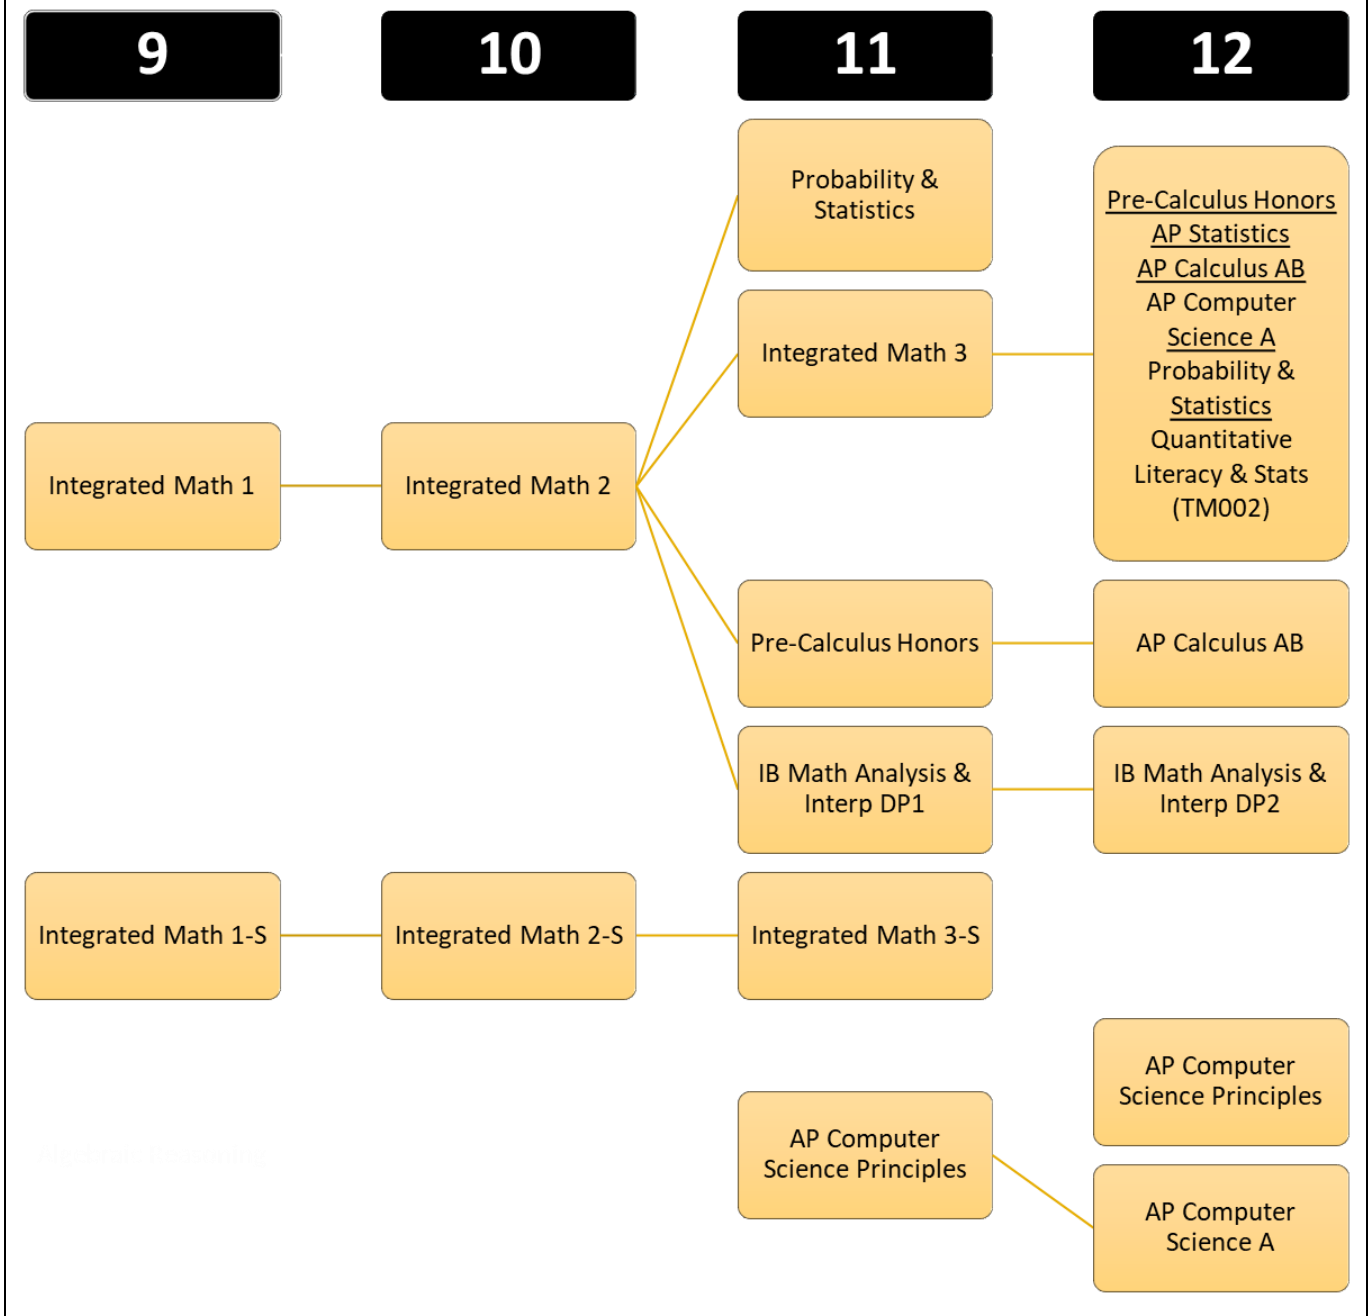 9
10
11
12
Probability &
Statistics
Pre-Calculus Honors
AP Statistics
AP Calculus AB
AP Computer
Science A
Probability &
Statistics
Quantitative
Literacy & Stats
(TM002)
Integrated Math 3
Integrated Math 1
Integrated Math 2
Pre-Calculus Honors
AP Calculus AB
IB Math Analysis &
Interp DP1
IB Math Analysis &
Interp DP2
Integrated Math 1-S
Integrated Math 2-S
Integrated Math 3-S
AP Computer
Science Principles
AP Computer
Science Principles
AP Computer
Science A